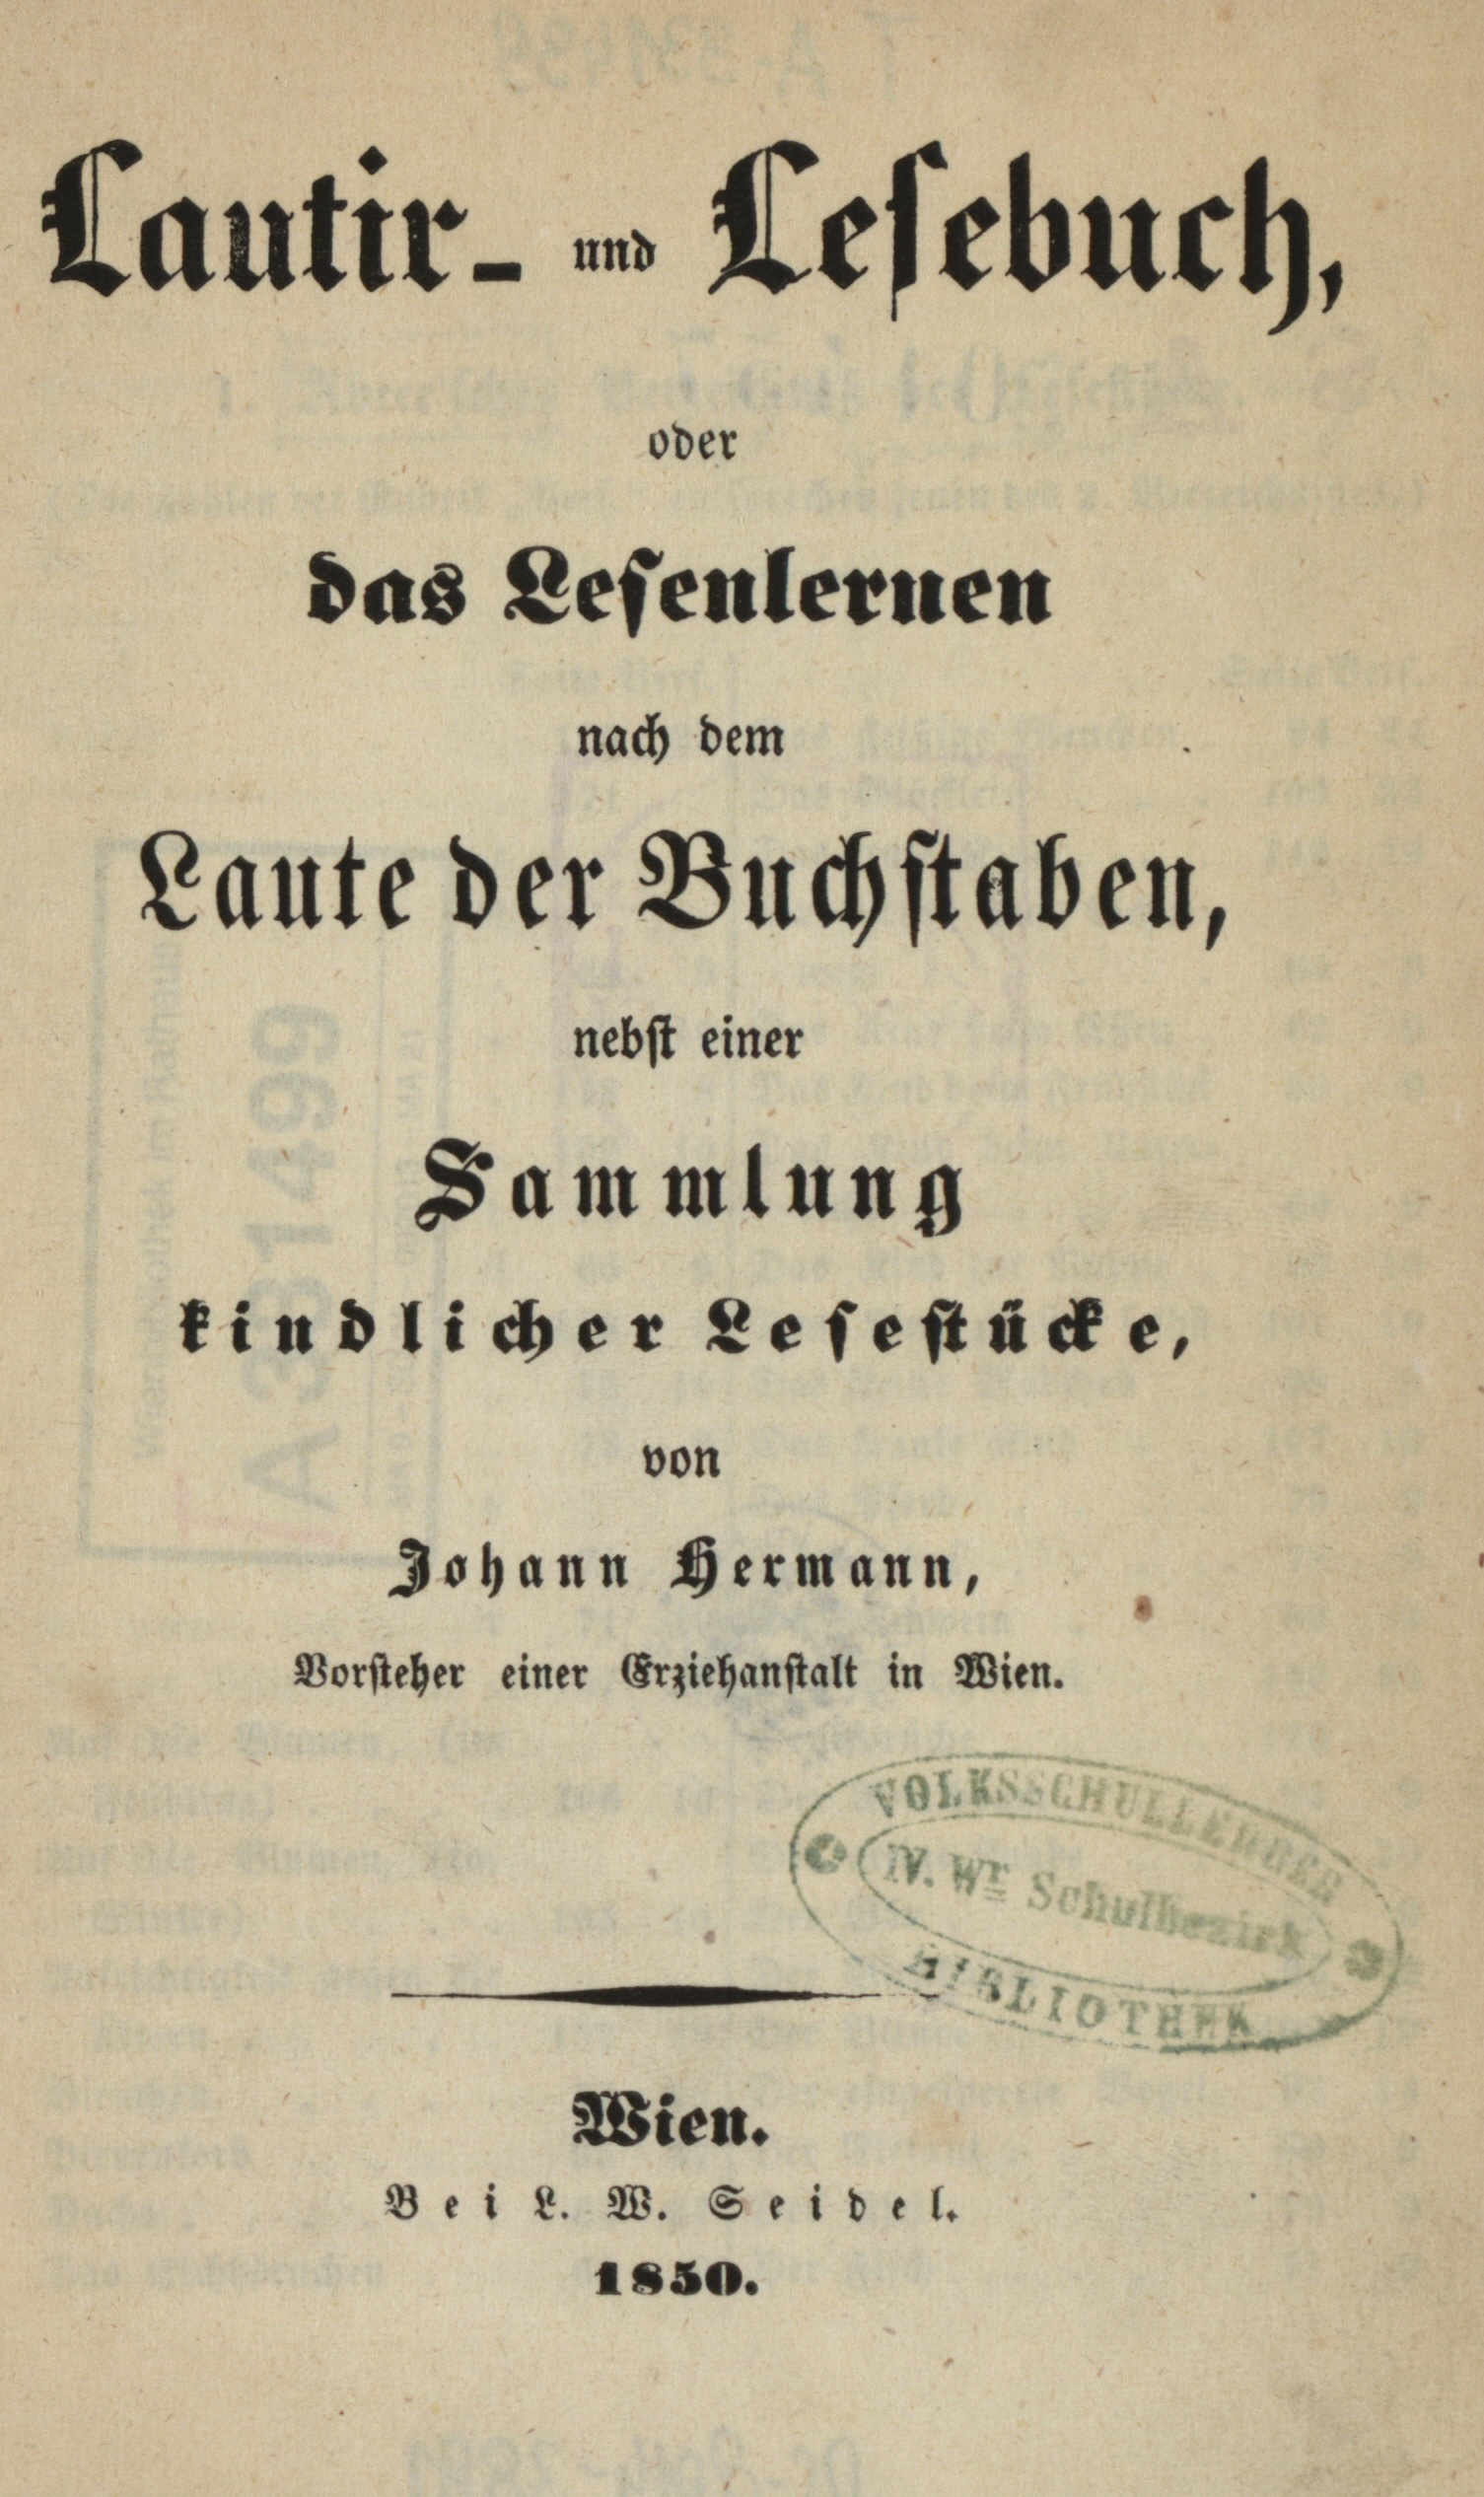 Lautir- und Lesebuch,
oder
das Lesenlernen
nach dem
Laute der Buchstaben,
nebst einer
Sammlung
kindlicher Lesestücke,
von
Johann Hermann,
Vorsteher einer Erziehanstalt in Wien.
VOLKSSCHULLEHRER
IV. Wr Schulbezirk
BIBLIOTHEK
Wien.
Bei L. W. Seidel.
1850.
A 331499